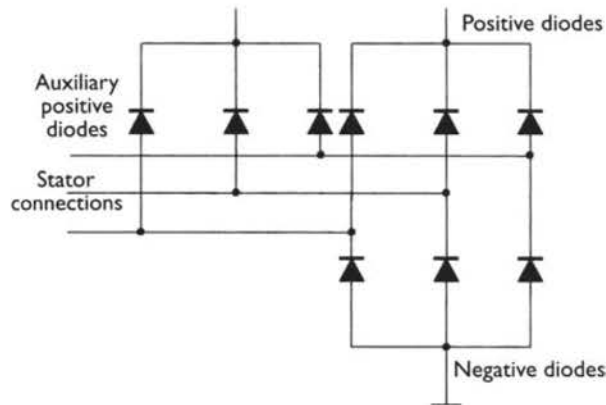 Positive diodes
Auxiliary
positive
diodes
Stator
connections
Negative diodes